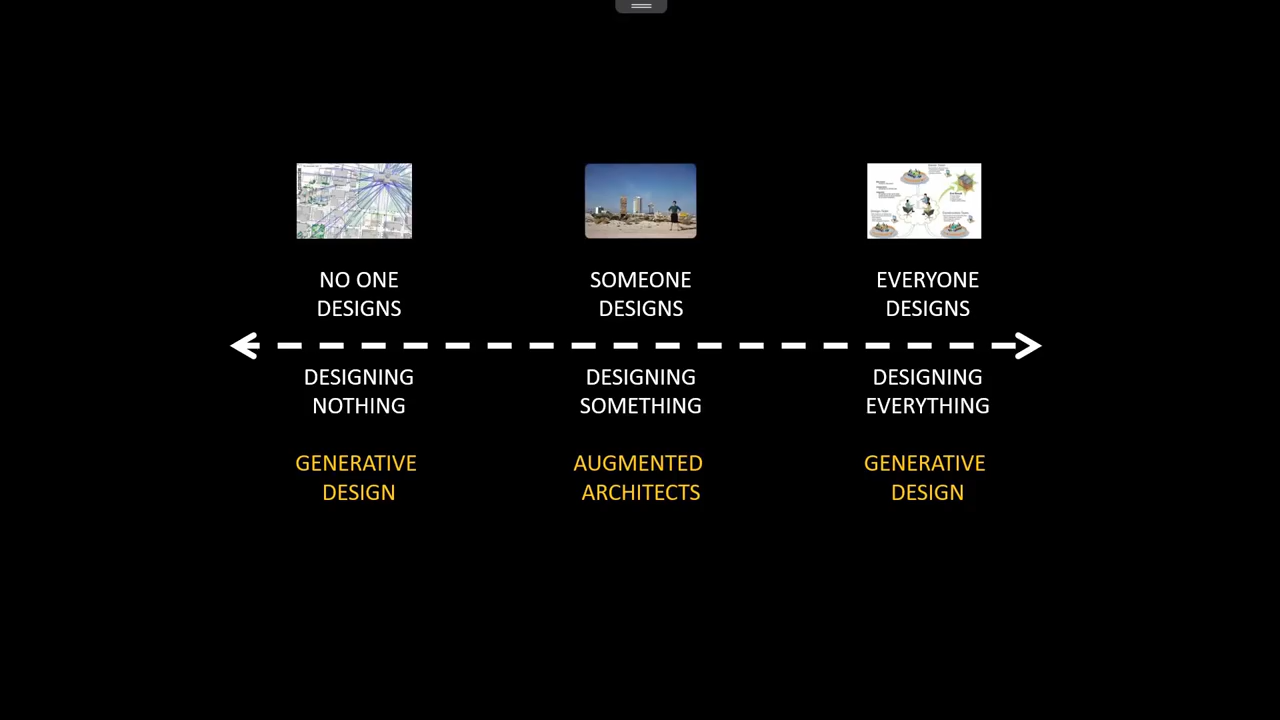 NO ONE
DESIGNS
SOMEONE
DESIGNS
EVERYONE
DESIGNS
DESIGNING
NOTHING
DESIGNING
SOMETHING
DESIGNING
EVERYTHING
GENERATIVE
DESIGN
AUGMENTED
ARCHITECTS
GENERATIVE
DESIGN